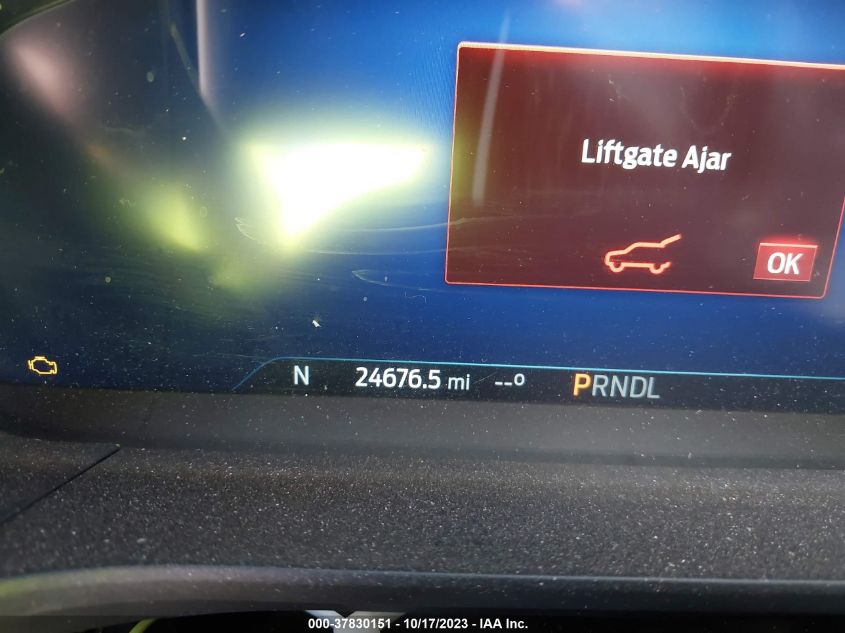 Liftgate Ajar
OK
N 24676.5 mi --° PRNDL
000-37830151 - 10/17/2023 - IAA Inc.